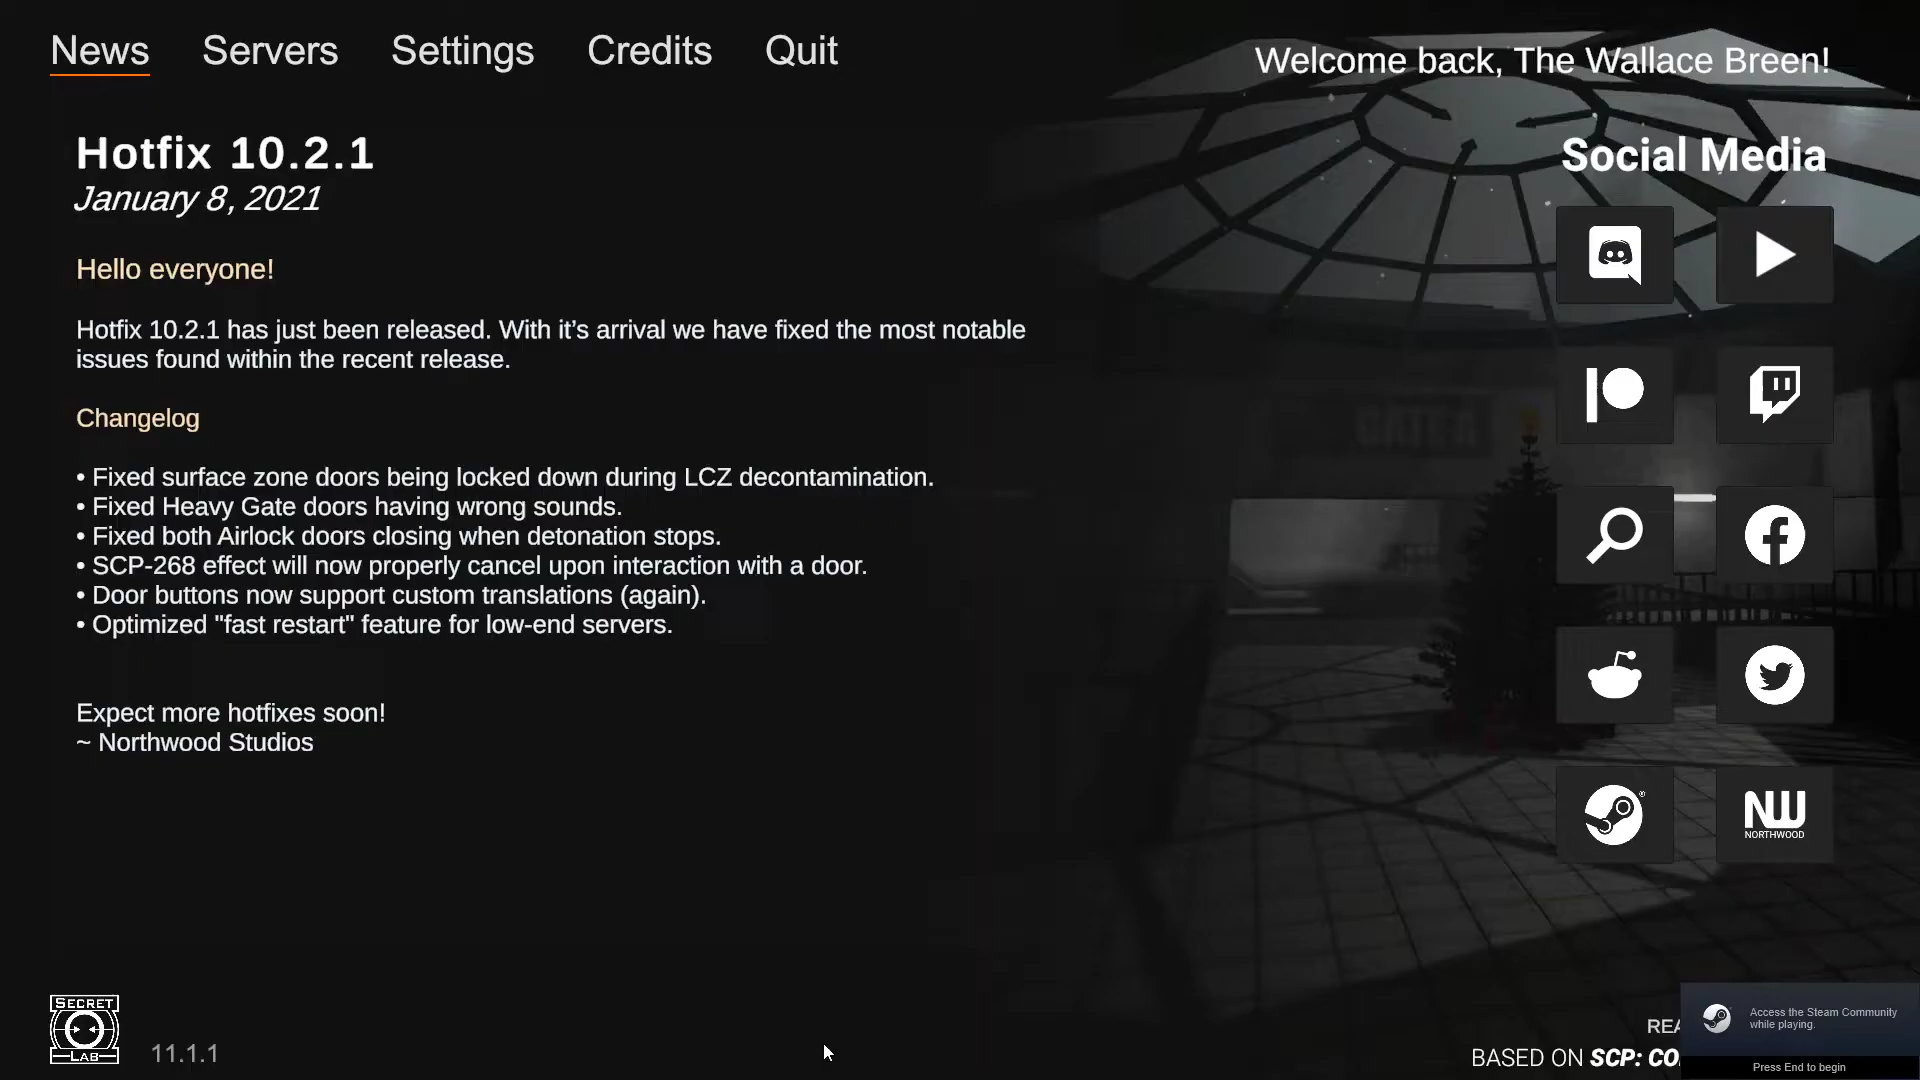 News Servers Settings Credits Quit
Welcome back, The Wallace Breen!
Hotfix 10.2.1
January 8, 2021
Hello everyone!
Hotfix 10.2.1 has just been released. With it’s arrival we have fixed the most notable
issues found within the recent release.
Changelog
• Fixed surface zone doors being locked down during LCZ decontamination.
• Fixed Heavy Gate doors having wrong sounds.
• Fixed both Airlock doors closing when detonation stops.
• SCP-268 effect will now properly cancel upon interaction with a door.
• Door buttons now support custom translations (again).
• Optimized "fast restart" feature for low-end servers.
Expect more hotfixes soon!
~ Northwood Studios
Social Media
GATE A
NW
NORTHWOOD
SECRET
LAB
11.1.1
REA
BASED ON SCP: CO
Access the Steam Community
while playing.
Press End to begin